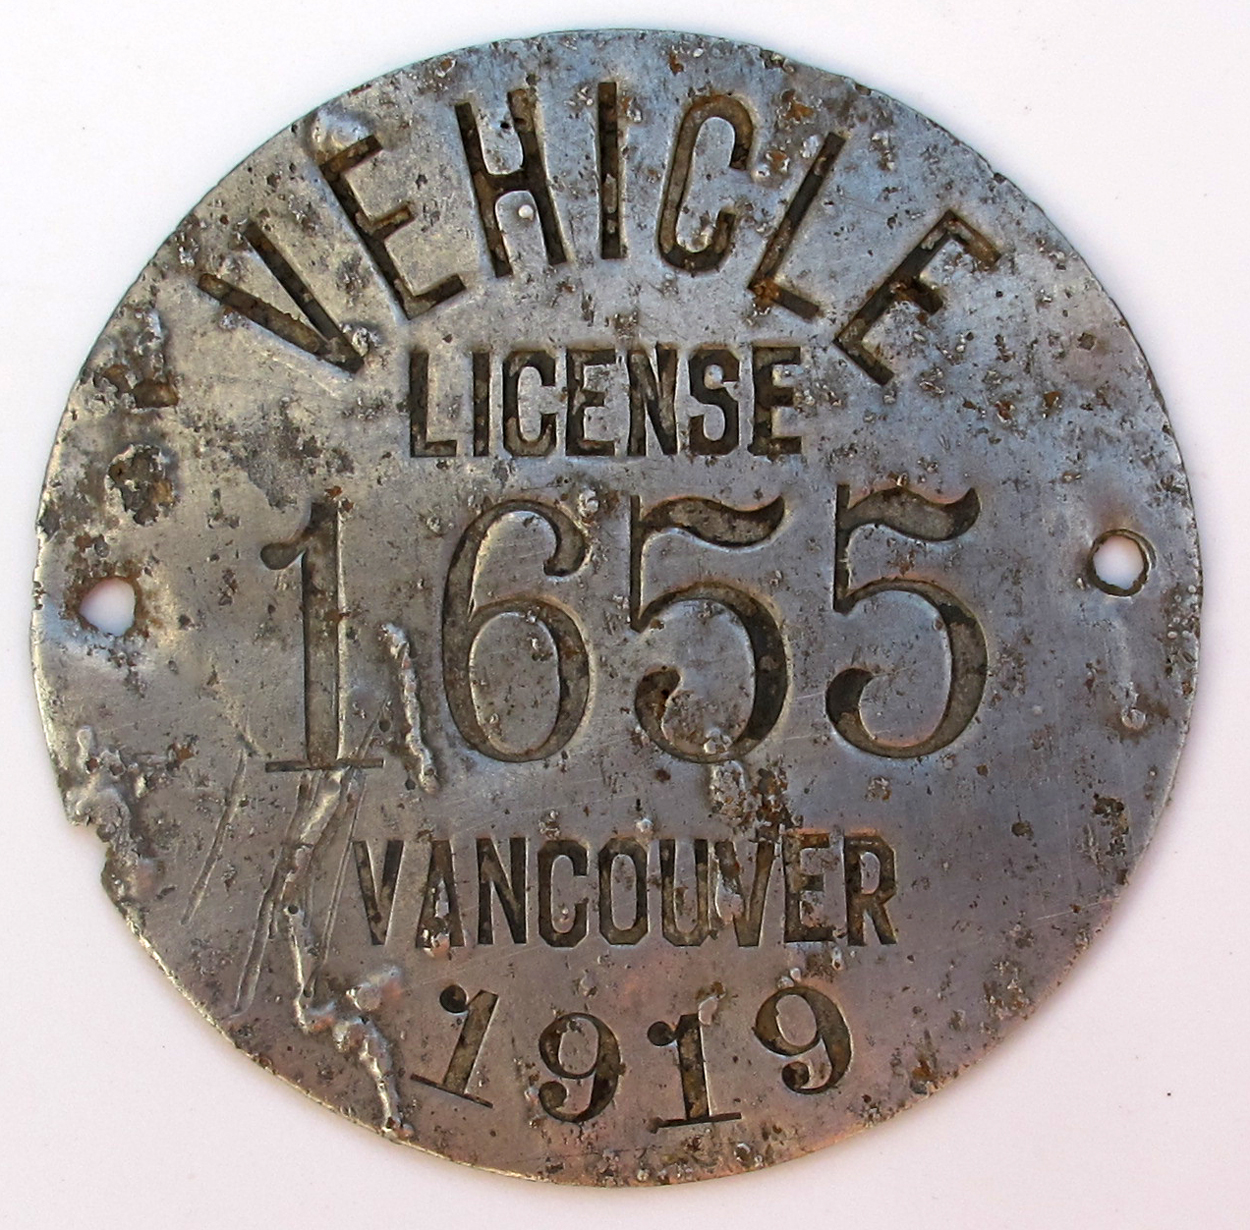 VEHICLE
LICENSE
1655
VANCOUVER
1919